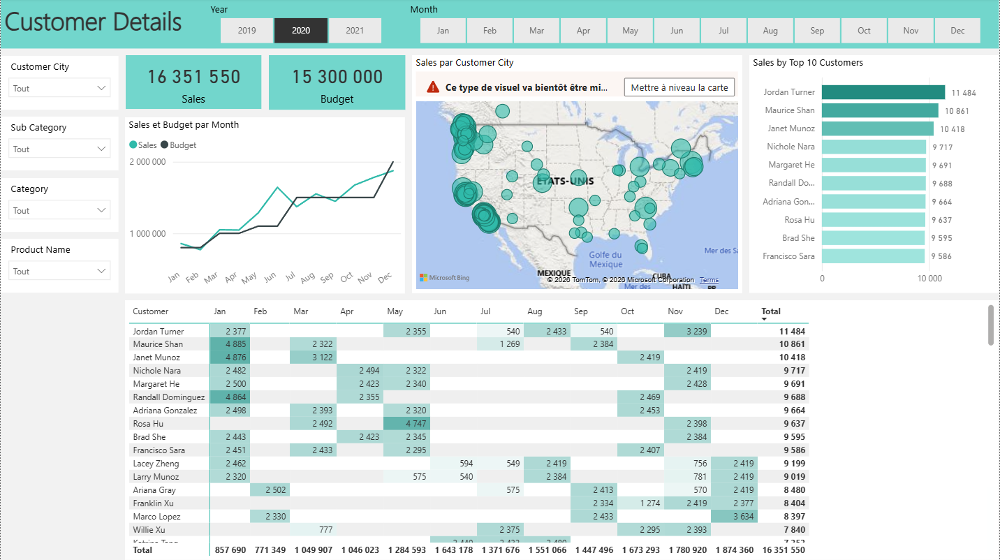 Customer Details
Year
2019 2020 2021
Month
Jan Feb Mar Apr May Jun Jul Aug Sep Oct Nov Dec
Customer City
Tout
Sub Category
Tout
Category
Tout
Product Name
Tout
16 351 550
Sales
15 300 000
Budget
Sales et Budget par Month
Sales Budget
2 000 000
1 000 000
Jan Feb Mar Apr May Jun Jul Aug Sep Oct Nov Dec
Sales par Customer City
Ce type de visuel va bientôt être mi...
Mettre à niveau la carte
ÉTATS-UNIS
Golfe du
Mexique
Mer des Sa
MEXIQUE
CUBA
Microsoft Bing
© 2026 TomTom, © 2026 Microsoft Corporation Terms
Mer des
HAÏTI
PR
Sales by Top 10 Customers
Jordan Turner 11 484
Maurice Shan 10 861
Janet Munoz 10 418
Nichole Nara 9 717
Margaret He 9 691
Randall Do... 9 688
Adriana Gon... 9 664
Rosa Hu 9 637
Brad She 9 595
Francisco Sara 9 586
0 10 000
Customer Jan Feb Mar Apr May Jun Jul Aug Sep Oct Nov Dec Total
Jordan Turner 2 377 2 355 540 2 433 540 3 239 11 484
Maurice Shan 4 885 2 322 1 269 2 384 10 861
Janet Munoz 4 876 3 122 2 419 10 418
Nichole Nara 2 482 2 494 2 322 2 419 9 717
Margaret He 2 500 2 423 2 340 2 428 9 691
Randall Dominguez 4 864 2 355 2 469 9 688
Adriana Gonzalez 2 498 2 393 2 320 2 453 9 664
Rosa Hu 2 492 4 747 2 398 9 637
Brad She 2 443 2 423 2 345 2 384 9 595
Francisco Sara 2 451 2 433 2 295 2 407 9 586
Lacey Zheng 2 462 594 549 2 419 756 2 419 9 199
Larry Munoz 2 320 575 540 2 384 781 2 419 9 019
Ariana Gray 2 502 575 2 413 570 2 419 8 480
Franklin Xu 2 334 1 274 2 419 2 377 8 404
Marco Lopez 2 330 2 433 3 634 8 397
Willie Xu 777 2 375 2 295 2 393 7 840
Total 857 690 771 349 1 049 907 1 046 023 1 284 593 1 643 178 1 371 676 1 551 066 1 447 496 1 673 293 1 780 920 1 874 360 16 351 550